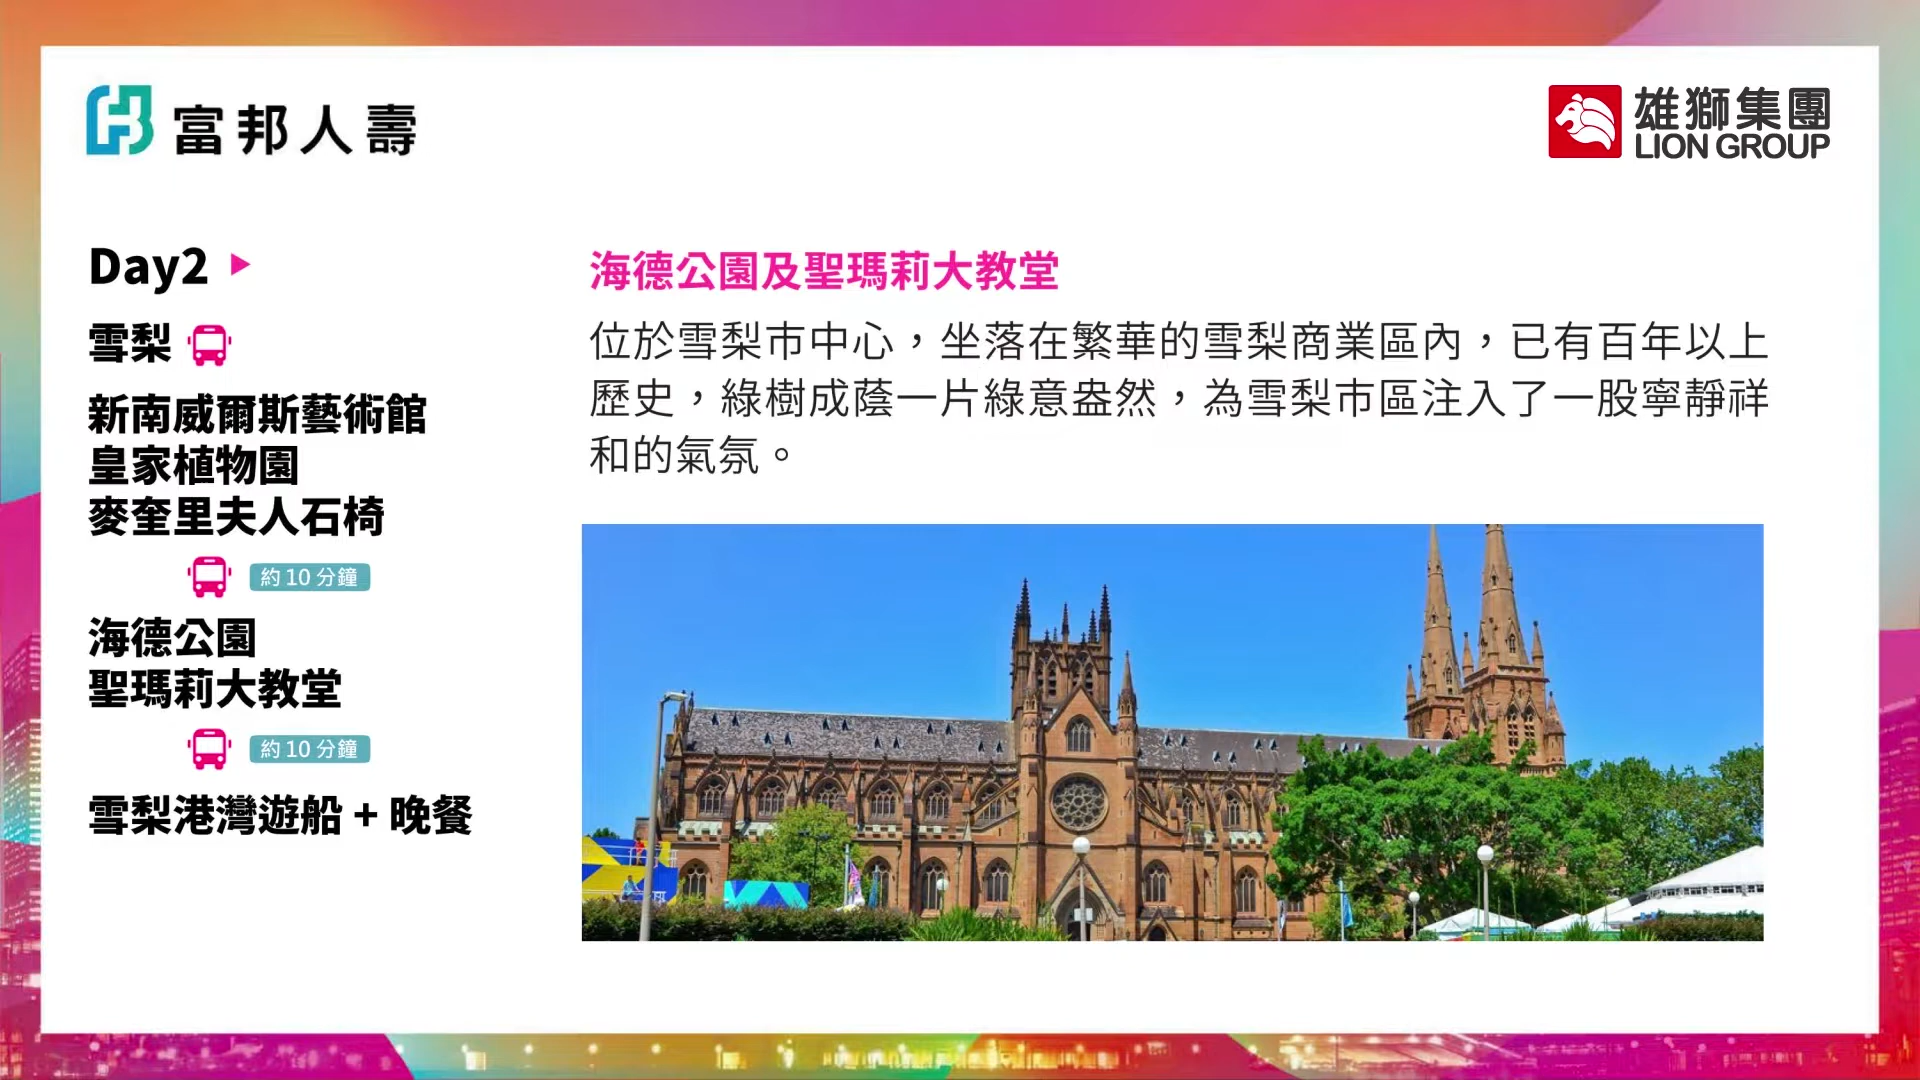 富邦人壽
雄獅集團
LION GROUP
Day2
雪梨
新南威爾斯藝術館
皇家植物園
麥奎里夫人石椅
約10分鐘
海德公園
聖瑪莉大教堂
約10分鐘
雪梨港灣遊船+晚餐
海德公園及聖瑪莉大教堂
位於雪梨市中心，坐落在繁華的雪梨商業區內，已有百年以上
歷史，綠樹成蔭一片綠意盎然，為雪梨市區注入了一股寧靜祥
和的氣氛。